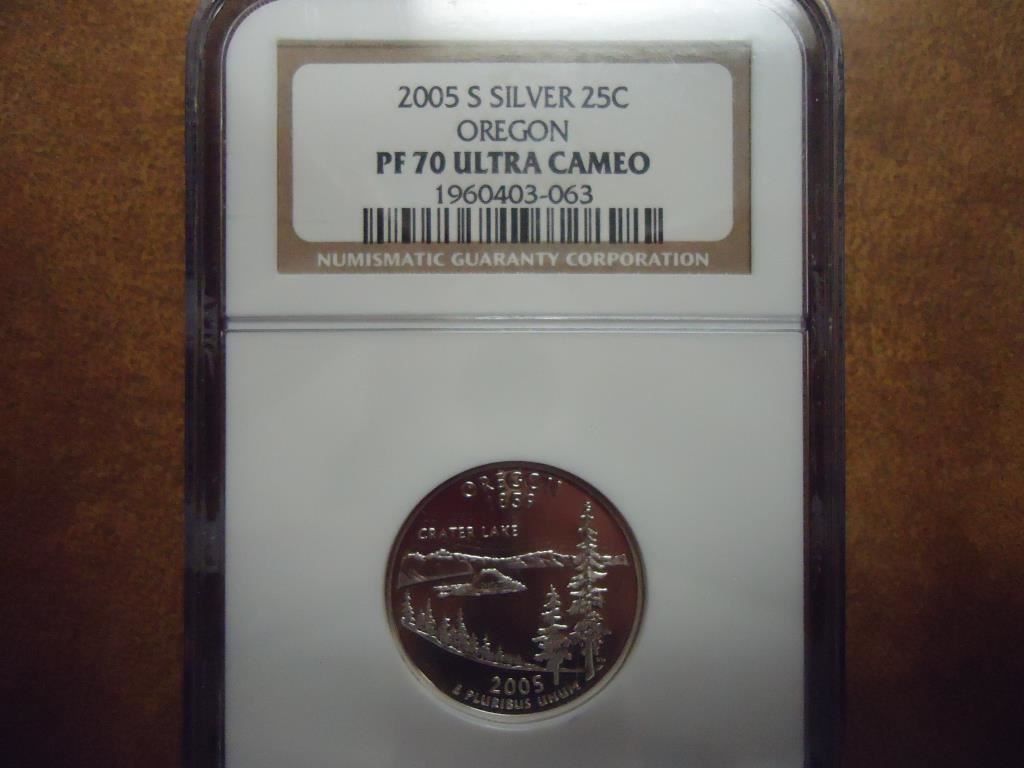 2005 S SILVER 25C
OREGON
PF 70 ULTRA CAMEO
1960403-063
NUMISMATIC GUARANTY CORPORATION
OREGON
1859
CRATER LAKE
2005
E PLURIBUS UNUM